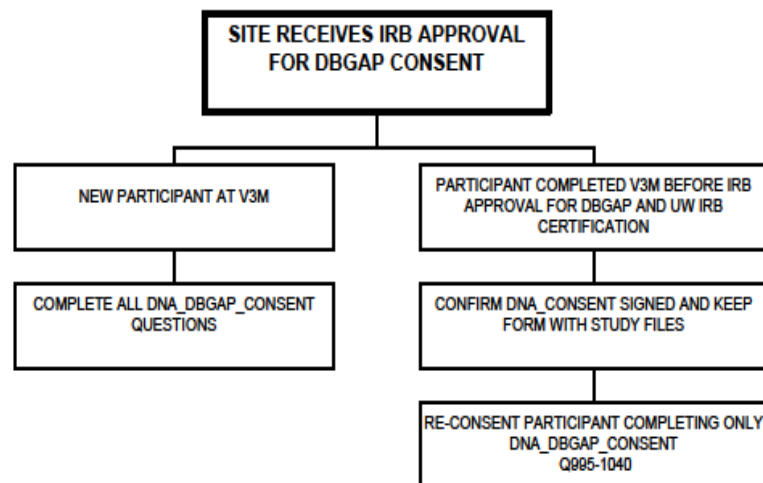 SITE RECEIVES IRB APPROVAL
FOR DBGAP CONSENT
NEW PARTICIPANT AT V3M
COMPLETE ALL DNA_DBGAP_CONSENT
QUESTIONS
PARTICIPANT COMPLETED V3M BEFORE IRB
APPROVAL FOR DBGAP AND UW IRB
CERTIFICATION
CONFIRM DNA_CONSENT SIGNED AND KEEP
FORM WITH STUDY FILES
RE-CONSENT PARTICIPANT COMPLETING ONLY
DNA_DBGAP_CONSENT
Q995-1040